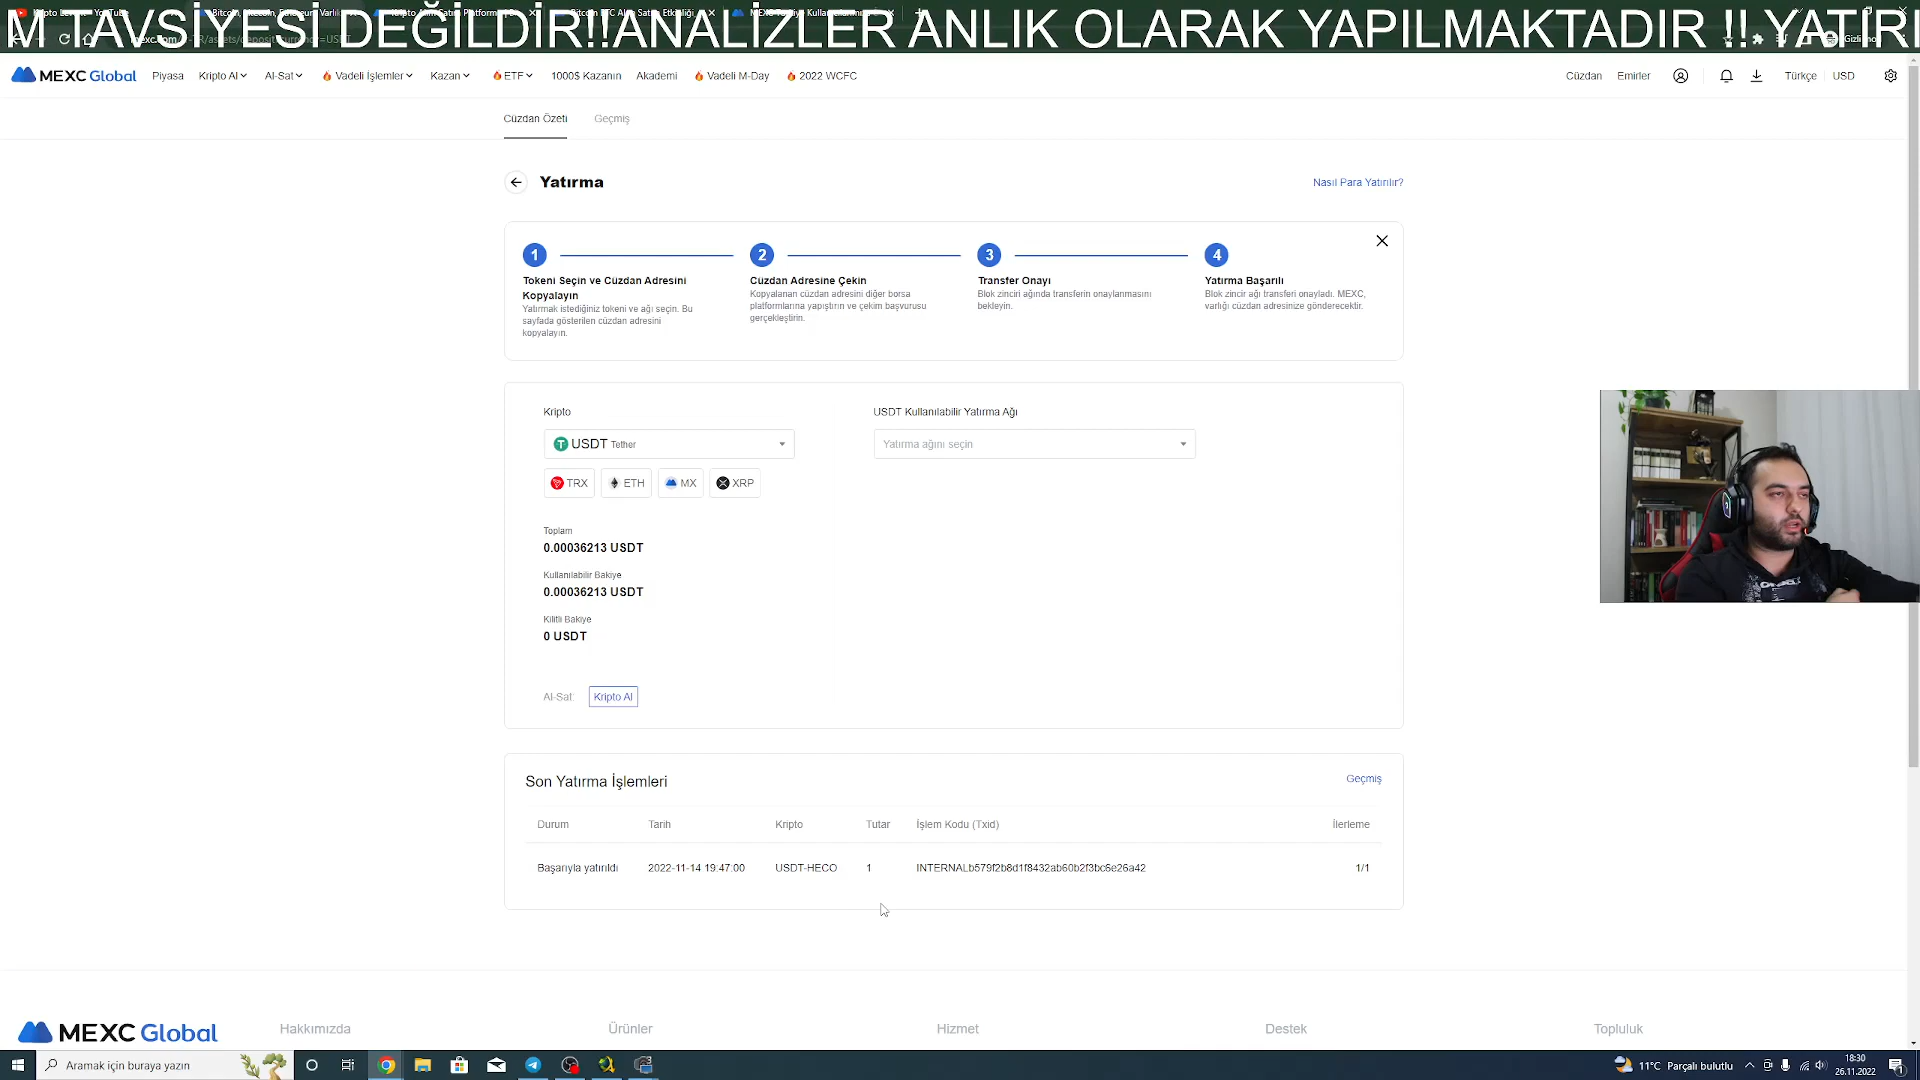 M TAVSİYESİ DEĞİLDİR!!ANALİZLER ANLIK OLARAK YAPILMAKTADIR !! YATIRI
MEXC Global
Piyasa
Kripto Al
Al-Sat
Vadeli İşlemler
Kazan
ETF
1000$ Kazanın
Akademi
Vadeli M-Day
2022 WCFC
Cüzdan
Emirler
Türkçe
USD
Cüzdan Özeti
Geçmiş
Yatırma
Nasıl Para Yatırılır?
1
2
3
4
Tokeni Seçin ve Cüzdan Adresini
Kopyalayın
Yatırmak istediğiniz tokeni ve ağı seçin. Bu
sayfada gösterilen cüzdan adresini
kopyalayın.
Cüzdan Adresine Çekin
Kopyalanan cüzdan adresini diğer borsa
platformlarına yapıştırın ve çekim başvurusu
gerçekleştirin.
Transfer Onayı
Blok zinciri ağında transferin onaylanmasını
bekleyin.
Yatırma Başarılı
Blok zincir ağı transferi onayladı. MEXC,
varlığı cüzdan adresinize gönderecektir.
Kripto
USDT Tether
TRX
ETH
MX
XRP
USDT Kullanılabilir Yatırma Ağı
Yatırma ağını seçin
Toplam
0.00036213 USDT
Kullanılabilir Bakiye
0.00036213 USDT
Kilitli Bakiye
0 USDT
Al-Sat:
Kripto Al
Son Yatırma İşlemleri
Geçmiş
Durum
Tarih
Kripto
Tutar
İşlem Kodu (Txid)
İlerleme
Başarıyla yatırıldı
2022-11-14 19:47:00
USDT-HECO
1
INTERNALb579f2b8d1f8432ab60b2f3bc6e26a42
1/1
MEXC Global
Hakkımızda
Ürünler
Hizmet
Destek
Topluluk
Aramak için buraya yazın
11°C Parçalı bulutlu
18:30
26.11.2022